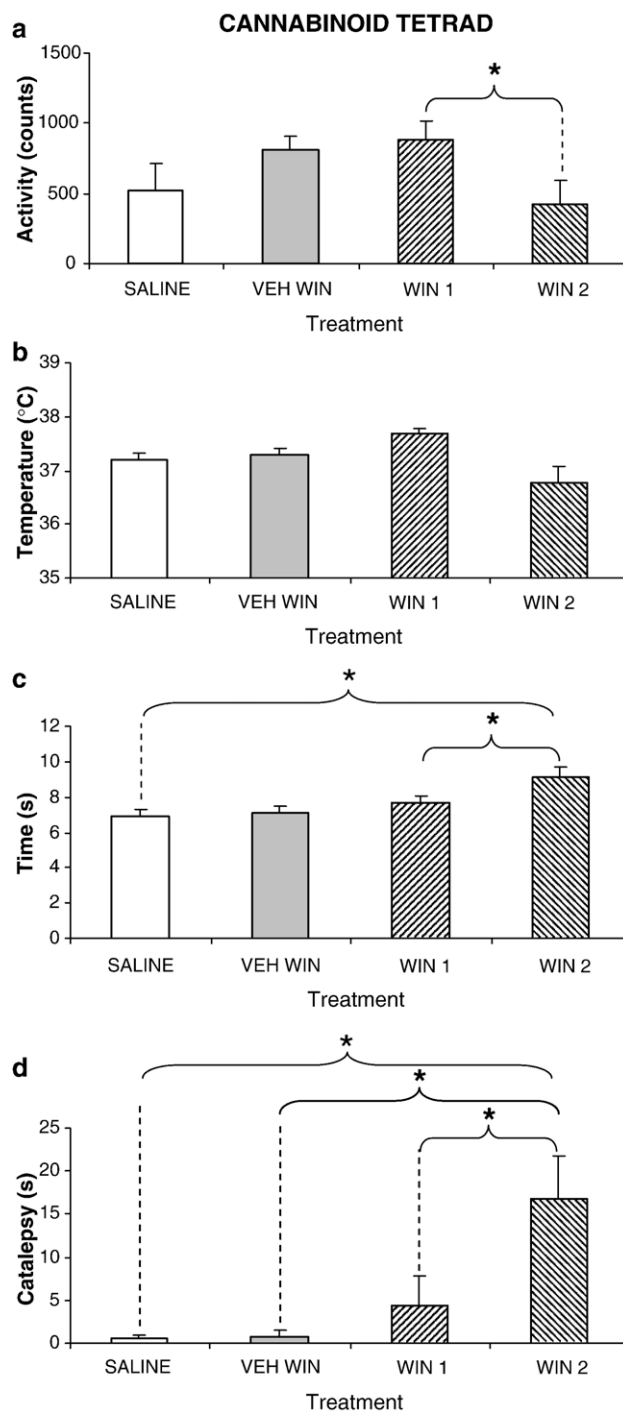 CANNABINOID TETRAD
a
Activity (counts)
1500
1000
500
0
*
SALINE VEH WIN WIN 1 WIN 2
Treatment
b
Temperature (°C)
39
38
37
36
35
SALINE VEH WIN WIN 1 WIN 2
Treatment
c
Time (s)
12
10
8
6
4
2
0
*
*
SALINE VEH WIN WIN 1 WIN 2
Treatment
d
Catalepsy (s)
25
20
15
10
5
0
*
*
*
SALINE VEH WIN WIN 1 WIN 2
Treatment